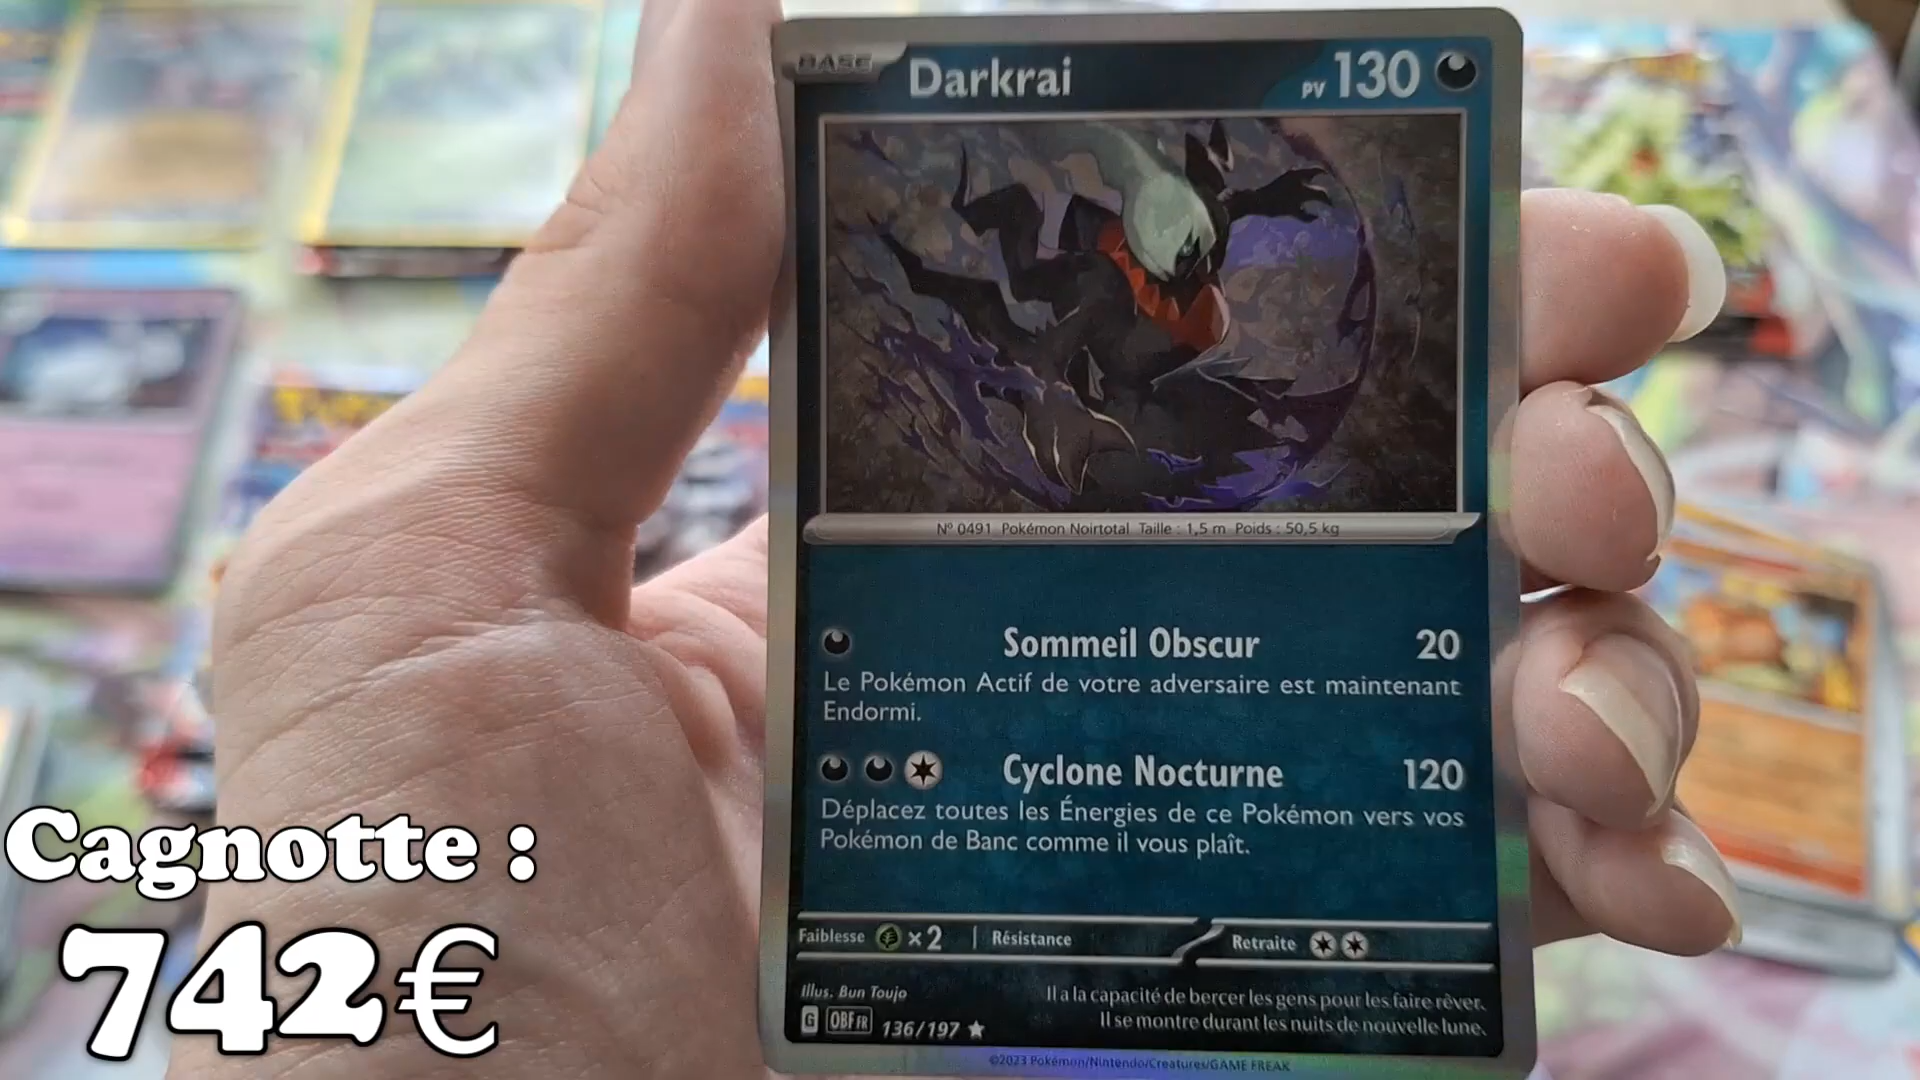 BASE Darkrai PV 130
Nº 0491 Pokémon Noirtotal Taille : 1,5 m Poids : 50,5 kg
Sommeil Obscur 20
Le Pokémon Actif de votre adversaire est maintenant
Endormi.
Cyclone Nocturne 120
Déplacez toutes les Énergies de ce Pokémon vers vos
Pokémon de Banc comme il vous plaît.
Faiblesse ×2 Résistance Retraite
Illus. Bun Toujo
Il a la capacité de bercer les gens pour les faire rêver.
Il se montre durant les nuits de nouvelle lune.
G OBF FR 136/197
©2023 Pokémon/Nintendo/Creatures/GAME FREAK
Cagnotte :
742€